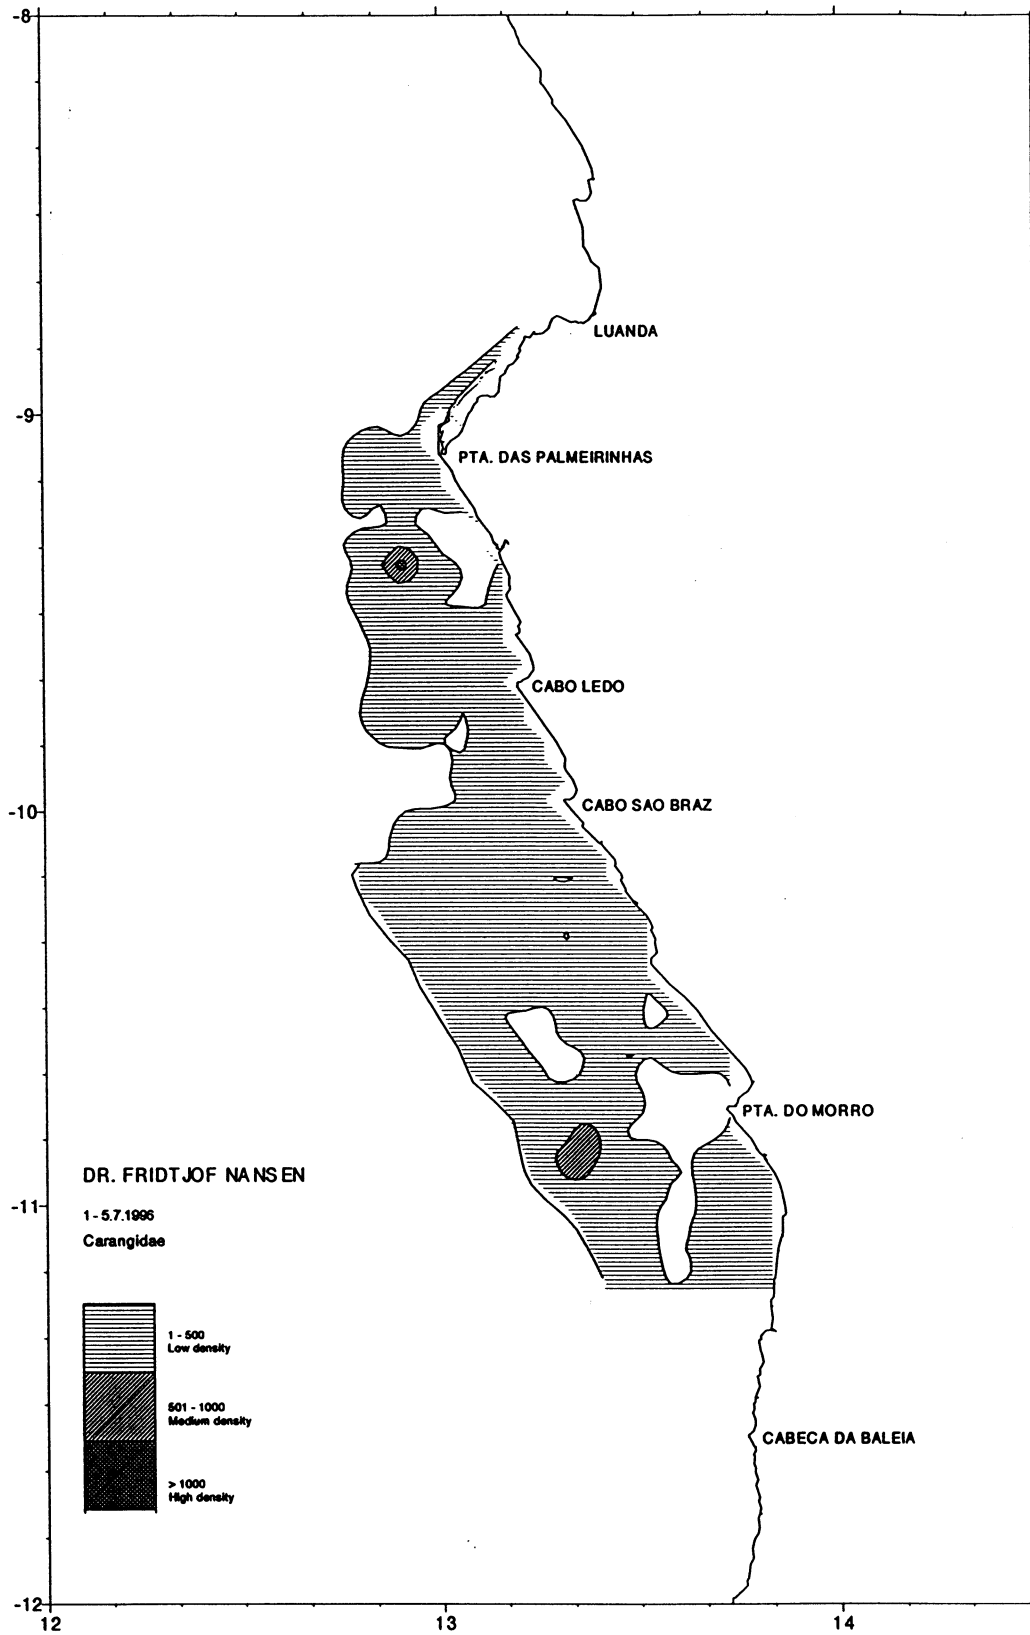 -8
LUANDA
-9
PTA. DAS PALMEIRINHAS
CABO LEDO
-10
CABO SAO BRAZ
PTA. DO MORRO
DR. FRIDTJOF NANSEN
-11
1 - 5.7.1996
Carangidae
1 - 500
Low density
501 - 1000
Medium density
CABECA DA BALEIA
> 1000
High density
-12
12 13 14